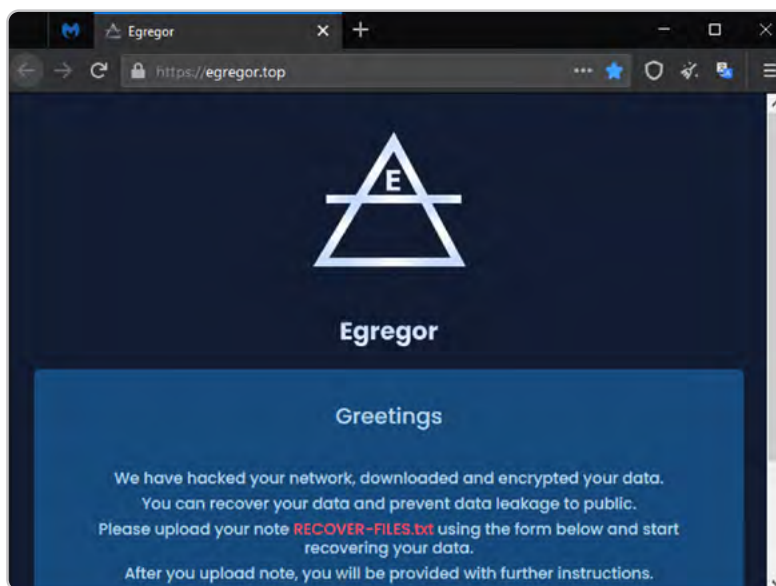 Egregor
https://egregor.top
E
Egregor
Greetings
We have hacked your network, downloaded and encrypted your data.
You can recover your data and prevent data leakage to public.
Please upload your note RECOVER-FILES.txt using the form below and start
recovering your data.
After you upload note, you will be provided with further instructions.